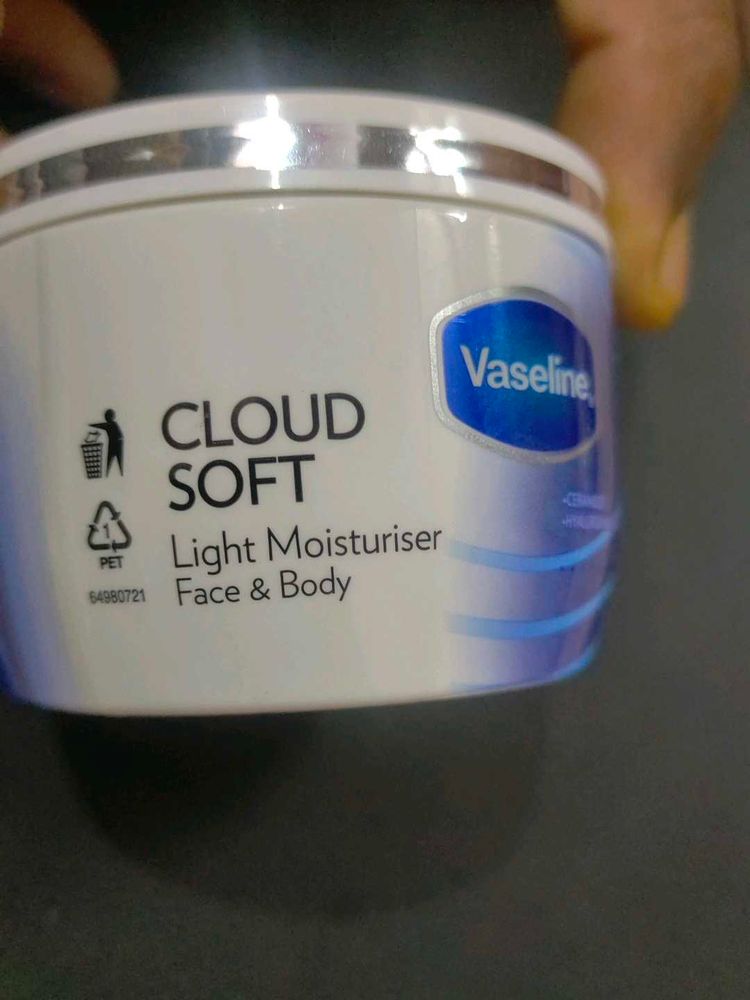 Vaseline
CLOUD
SOFT
Light Moisturiser
Face & Body
1
PET
64980721